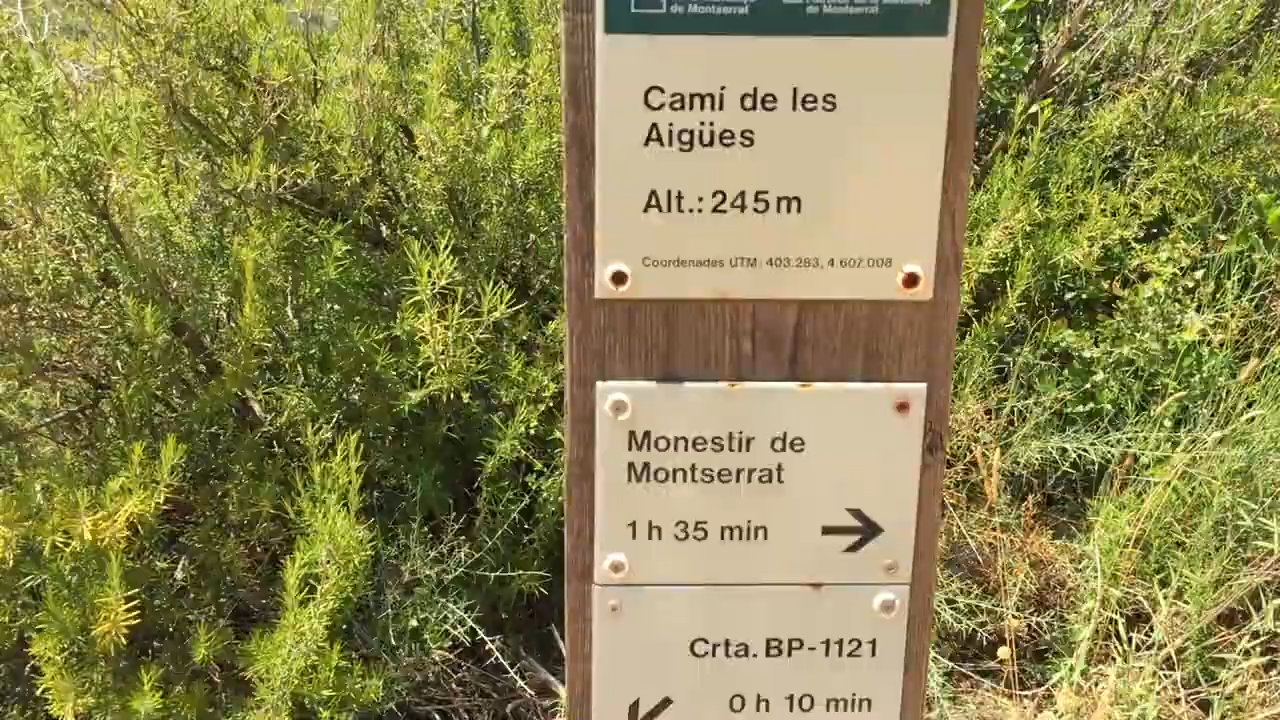 de Montserrat
de Montserrat
Camí de les
Aigües
Alt.: 245 m
Coordenades UTM: 403.283, 4.607.008
Monestir de
Montserrat
1 h 35 min →
Crta. BP-1121
0 h 10 min